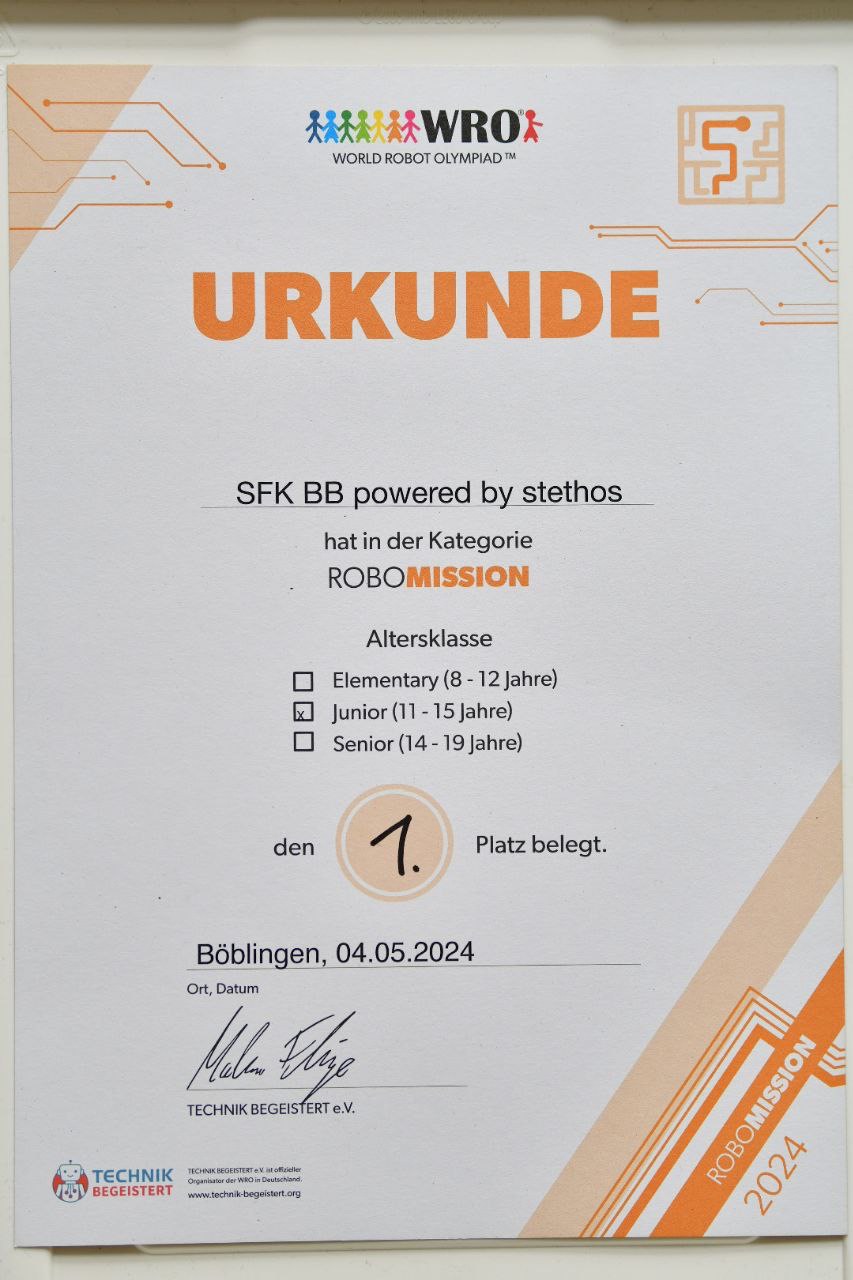 WRO®
WORLD ROBOT OLYMPIAD™
URKUNDE
SFK BB powered by stethos
hat in der Kategorie
ROBOMISSION
Altersklasse
Elementary (8 - 12 Jahre)
x Junior (11 - 15 Jahre)
Senior (14 - 19 Jahre)
den 1. Platz belegt.
Böblingen, 04.05.2024
Ort, Datum
TECHNIK BEGEISTERT e.V.
TECHNIK
BEGEISTERT
TECHNIK BEGEISTERT e.V. ist offizieller
Organisator der WRO in Deutschland.
www.technik-begeistert.org
ROBOMISSION
2024